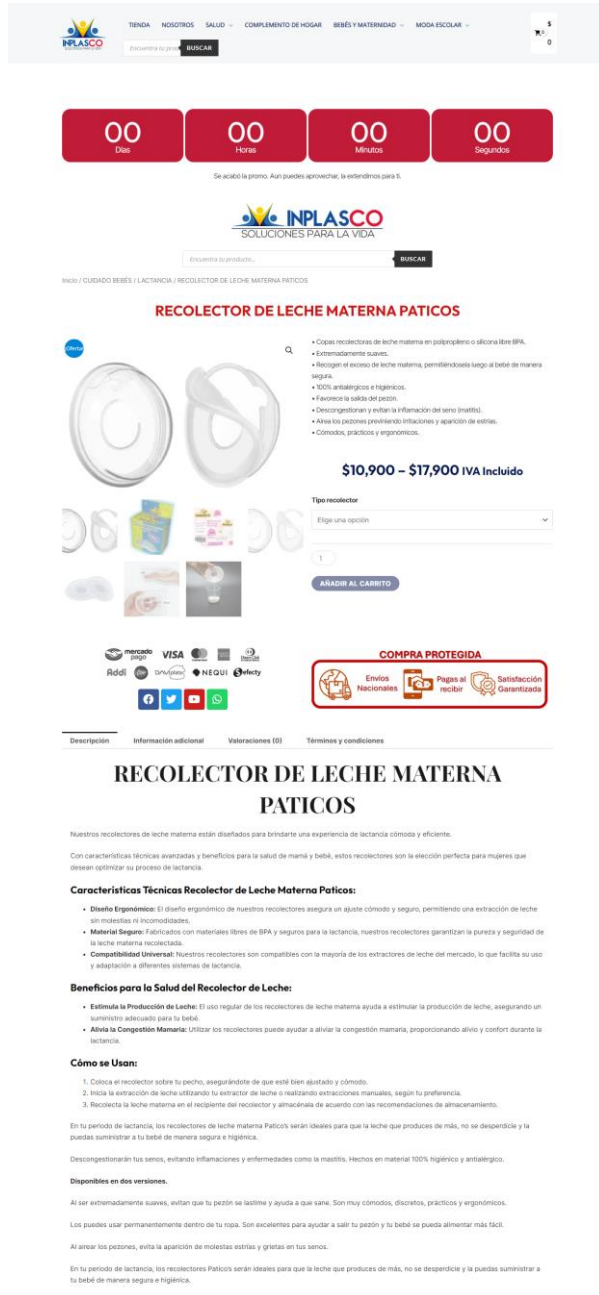 INPLASCO
TIENDA NOSOTROS SALUD COMPLEMENTO DE HOGAR BEBÉS Y MATERNIDAD MODA ESCOLAR
$
0
0
Encuentra tu prod BUSCAR
00 00 00 00
Días Horas Minutos Segundos
Se acabó la promo. Aun puedes aprovechar, la extendimos para ti.
INPLASCO
SOLUCIONES PARA LA VIDA
Encuentra tu producto... BUSCAR
Inicio / CUIDADO BEBÉS / LACTANCIA / RECOLECTOR DE LECHE MATERNA PATICOS
RECOLECTOR DE LECHE MATERNA PATICOS
¡Oferta!
• Copas recolectoras de leche materna en polipropileno o silicona libre BPA.
• Extremadamente suaves.
• Recogen el exceso de leche materna, permitiéndosela luego al bebé de manera
segura.
• 100% antialérgicos e higiénicos.
• Favorece la salida del pezón.
• Descongestionan y evitan la inflamación del seno (matitis).
• Airea los pezones previniendo irritaciones y aparición de estrías.
• Cómodos, prácticos y ergonómicos.
$10,900 – $17,900 IVA Incluido
Tipo recolector
Elige una opción
1
AÑADIR AL CARRITO
mercado pago VISA
Addi DAVIplata NEQUI Efecty
COMPRA PROTEGIDA
Envíos Nacionales Pagas al recibir Satisfacción Garantizada
Descripción Información adicional Valoraciones (0) Términos y condiciones
RECOLECTOR DE LECHE MATERNA
PATICOS
Nuestros recolectores de leche materna están diseñados para brindarte una experiencia de lactancia cómoda y eficiente.
Con características técnicas avanzadas y beneficios para la salud de mamá y bebé, estos recolectores son la elección perfecta para mujeres que
desean optimizar su proceso de lactancia.
Características Técnicas Recolector de Leche Materna Paticos:
• Diseño Ergonómico: El diseño ergonómico de nuestros recolectores asegura un ajuste cómodo y seguro, permitiendo una extracción de leche
sin molestias ni incomodidades.
• Material Seguro: Fabricados con materiales libres de BPA y seguros para la lactancia, nuestros recolectores garantizan la pureza y seguridad de
la leche materna recolectada.
• Compatibilidad Universal: Nuestros recolectores son compatibles con la mayoría de los extractores de leche del mercado, lo que facilita su uso
y adaptación a diferentes sistemas de lactancia.
Beneficios para la Salud del Recolector de Leche:
• Estimula la Producción de Leche: El uso regular de los recolectores de leche materna ayuda a estimular la producción de leche, asegurando un
suministro adecuado para tu bebé.
• Alivia la Congestión Mamaria: Utilizar los recolectores puede ayudar a aliviar la congestión mamaria, proporcionando alivio y confort durante la
lactancia.
Cómo se Usan:
1. Coloca el recolector sobre tu pecho, asegurándote de que esté bien ajustado y cómodo.
2. Inicia la extracción de leche utilizando tu extractor de leche o realizando extracciones manuales, según tu preferencia.
3. Recolecta la leche materna en el recipiente del recolector y almacénala de acuerdo con las recomendaciones de almacenamiento.
En tu periodo de lactancia, los recolectores de leche materna Patico's serán ideales para que la leche que produces de más, no se desperdicie y la
puedas suministrar a tu bebé de manera segura e higiénica.
Descongestionarán tus senos, evitando inflamaciones y enfermedades como la mastitis. Hechos en material 100% higiénico y antialérgico.
Disponibles en dos versiones.
Al ser extremadamente suaves, evitan que tu pezón se lastime y ayuda a que sane. Son muy cómodos, discretos, prácticos y ergonómicos.
Los puedes usar permanentemente dentro de tu ropa. Son excelentes para ayudar a salir tu pezón y tu bebé se pueda alimentar más fácil.
Al airear los pezones, evita la aparición de molestas estrías y grietas en tus senos.
En tu periodo de lactancia, los recolectores Patico's serán ideales para que la leche que produces de más, no se desperdicie y la puedas suministrar a
tu bebé de manera segura e higiénica.